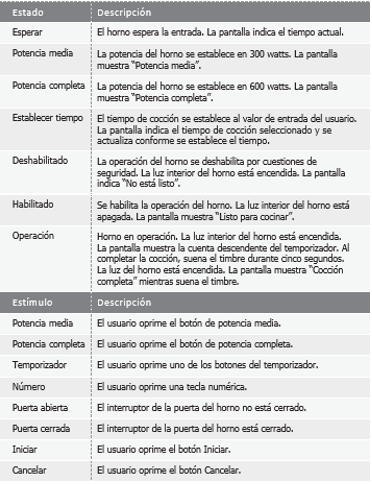 Estado Descripción
Esperar El horno espera la entrada. La pantalla indica el tiempo actual.
Potencia media La potencia del horno se establece en 300 watts. La pantalla
muestra “Potencia media”.
Potencia completa La potencia del horno se establece en 600 watts. La pantalla
muestra “Potencia completa”.
Establecer tiempo El tiempo de cocción se establece al valor de entrada del usuario.
La pantalla indica el tiempo de cocción seleccionado y se
actualiza conforme se establece el tiempo.
Deshabilitado La operación del horno se deshabilita por cuestiones de
seguridad. La luz interior del horno está encendida. La pantalla
indica “No está listo”.
Habilitado Se habilita la operación del horno. La luz interior del horno está
apagada. La pantalla muestra “Listo para cocinar”.
Operación Horno en operación. La luz interior del horno está encendida.
La pantalla muestra la cuenta descendente del temporizador. Al
completar la cocción, suena el timbre durante cinco segundos.
La luz del horno está encendida. La pantalla muestra “Cocción
completa” mientras suena el timbre.
Estímulo Descripción
Potencia media El usuario oprime el botón de potencia media.
Potencia completa El usuario oprime el botón de potencia completa.
Temporizador El usuario oprime uno de los botones del temporizador.
Número El usuario oprime una tecla numérica.
Puerta abierta El interruptor de la puerta del horno no está cerrado.
Puerta cerrada El interruptor de la puerta del horno está cerrado.
Iniciar El usuario oprime el botón Iniciar.
Cancelar El usuario oprime el botón Cancelar.